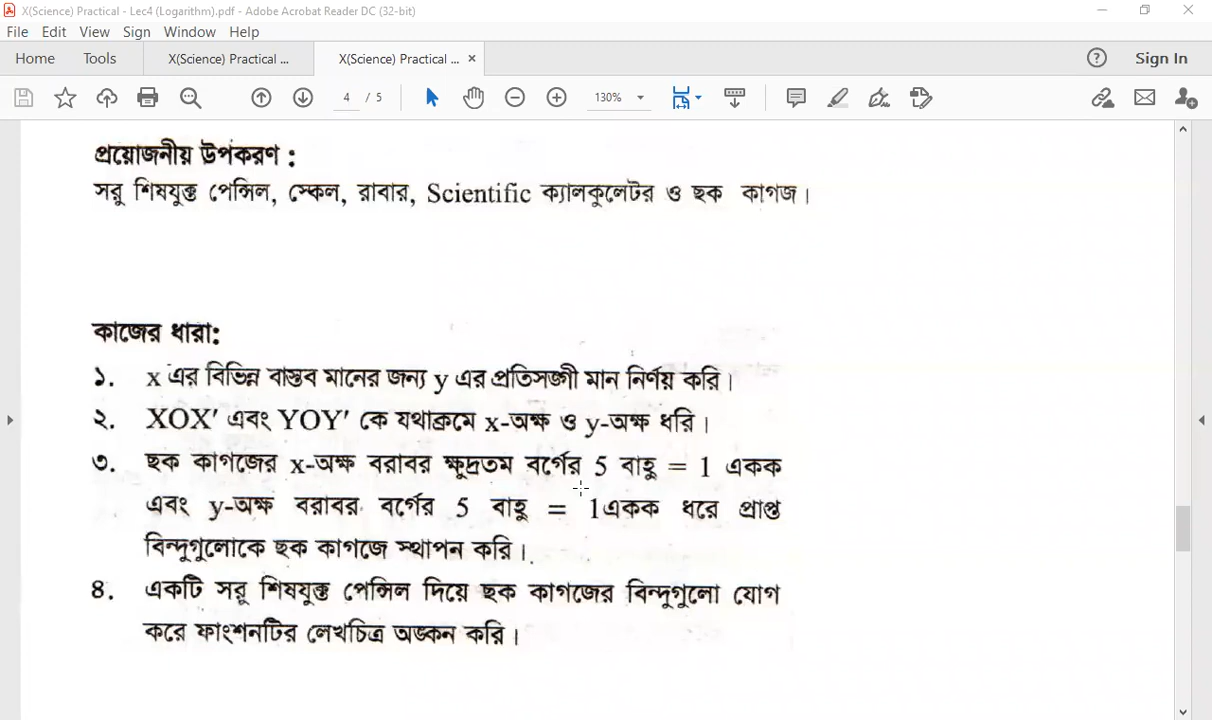 X(Science) Practical - Lec4 (Logarithm).pdf - Adobe Acrobat Reader DC (32-bit)
File Edit View Sign Window Help
Home Tools X(Science) Practical ... X(Science) Practical ... × Sign In
4 / 5 130%
প্রয়োজনীয় উপকরণ :
সরু শিষযুক্ত পেন্সিল, স্কেল, রাবার, Scientific ক্যালকুলেটর ও ছক কাগজ।
কাজের ধারা:
১. x এর বিভিন্ন বাস্তব মানের জন্য y এর প্রতিসঙ্গী মান নির্ণয় করি।
২. XOX′ এবং YOY′ কে যথাক্রমে x-অক্ষ ও y-অক্ষ ধরি।
৩. ছক কাগজের x-অক্ষ বরাবর ক্ষুদ্রতম বর্গের 5 বাহু = 1 একক
এবং y-অক্ষ বরাবর বর্গের 5 বাহু = 1একক ধরে প্রাপ্ত
বিন্দুগুলোকে ছক কাগজে স্থাপন করি।
৪. একটি সরু শিষযুক্ত পেন্সিল দিয়ে ছক কাগজের বিন্দুগুলো যোগ
করে ফাংশনটির লেখচিত্র অঙ্কন করি।